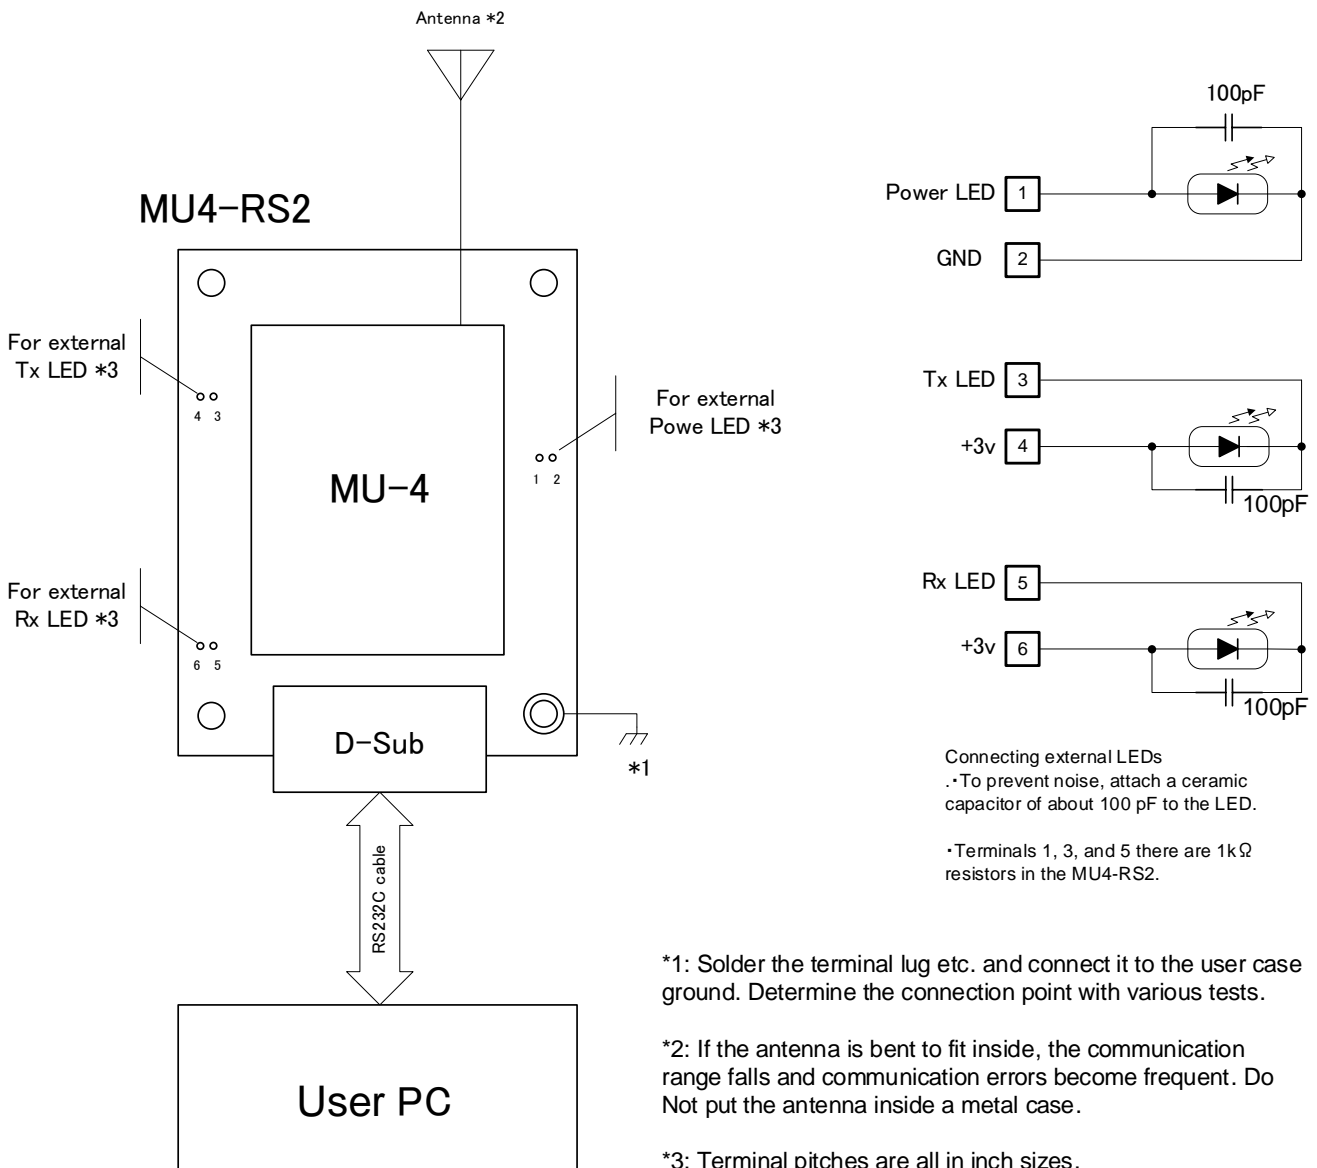 Antenna *2
MU4-RS2
For external
Tx LED *3
4 3
MU-4
For external
Powe LED *3
1 2
For external
Rx LED *3
6 5
D-Sub
*1
RS232C cable
User PC
100pF
Power LED 1
GND 2
Tx LED 3
+3v 4
100pF
Rx LED 5
+3v 6
100pF
Connecting external LEDs
.・To prevent noise, attach a ceramic
capacitor of about 100 pF to the LED.
・Terminals 1, 3, and 5 there are 1kΩ
resistors in the MU4-RS2.
*1: Solder the terminal lug etc. and connect it to the user case
ground. Determine the connection point with various tests.
*2: If the antenna is bent to fit inside, the communication
range falls and communication errors become frequent. Do
Not put the antenna inside a metal case.
*3: Terminal pitches are all in inch sizes.